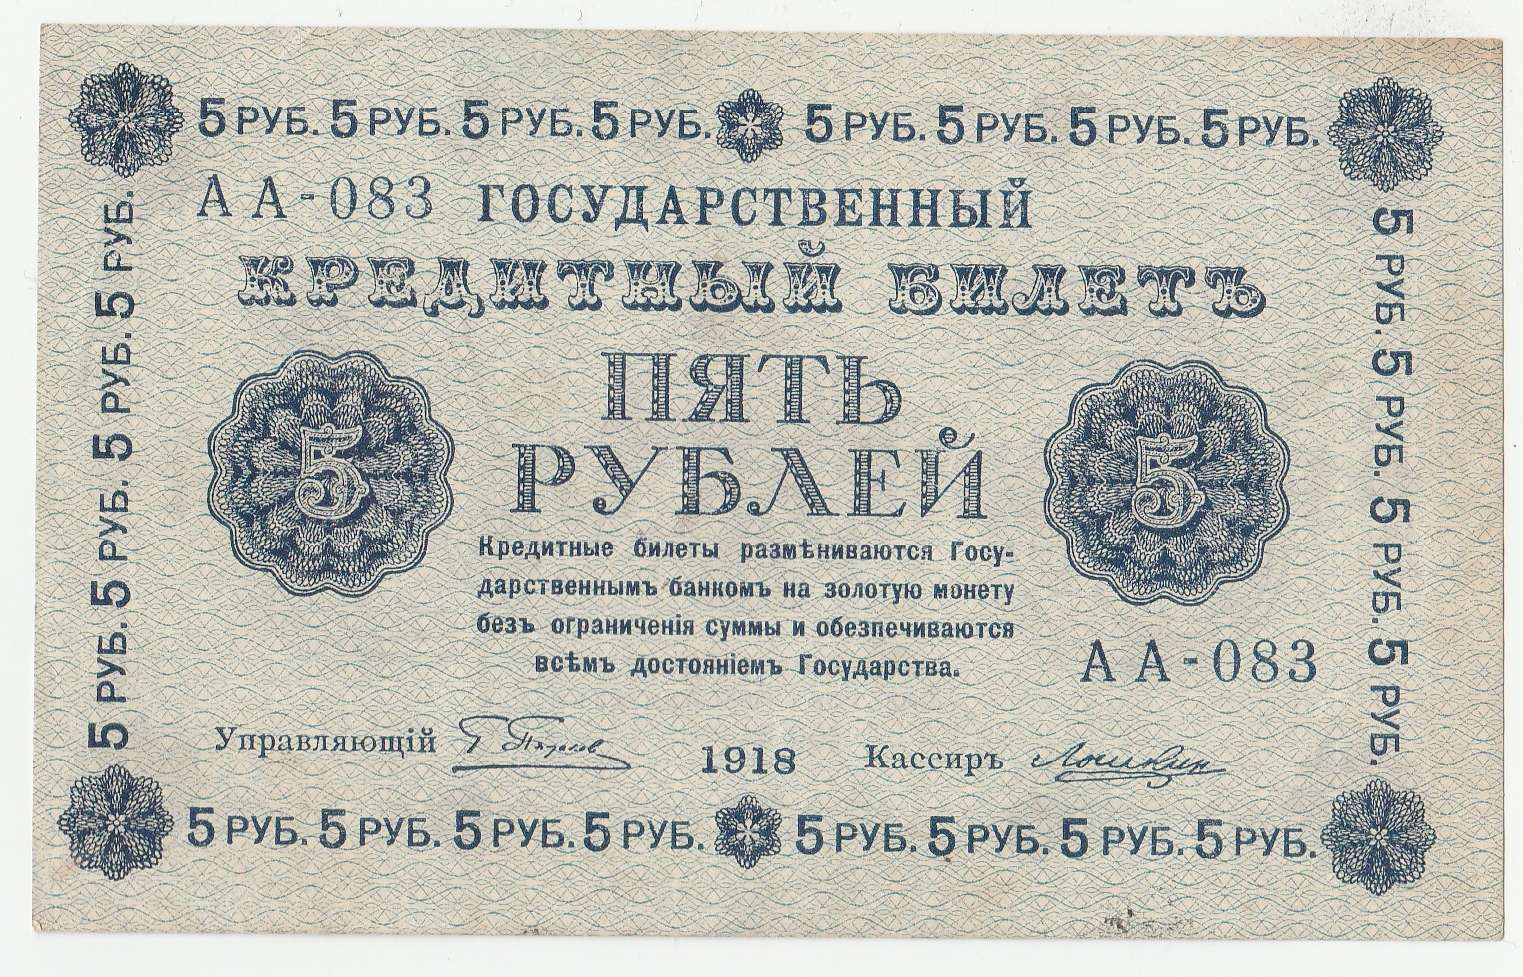 5 РУБ. 5 РУБ. 5 РУБ. 5 РУБ. 5 РУБ. 5 РУБ. 5 РУБ. 5 РУБ.
АА-083 ГОСУДАРСТВЕННЫЙ
КРЕДИТНЫЙ БИЛЕТЪ
ПЯТЬ
РУБЛЕЙ
5
5
Кредитные билеты размѣниваются Госу-
дарственнымъ банкомъ на золотую монету
безъ ограниченія суммы и обезпечиваются
всѣмъ достояніемъ Государства.
АА-083
Управляющій
1918
Кассиръ
5 РУБ. 5 РУБ. 5 РУБ. 5 РУБ.
5 РУБ. 5 РУБ. 5 РУБ. 5 РУБ.
5 РУБ. 5 РУБ. 5 РУБ. 5 РУБ. 5 РУБ. 5 РУБ. 5 РУБ. 5 РУБ.